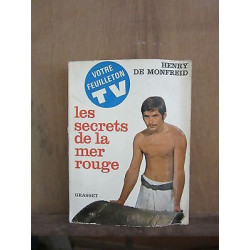 VOTRE
FEUILLETON
TV
HENRY
DE MONFREID
les
secrets
de la
mer
rouge
GRASSET